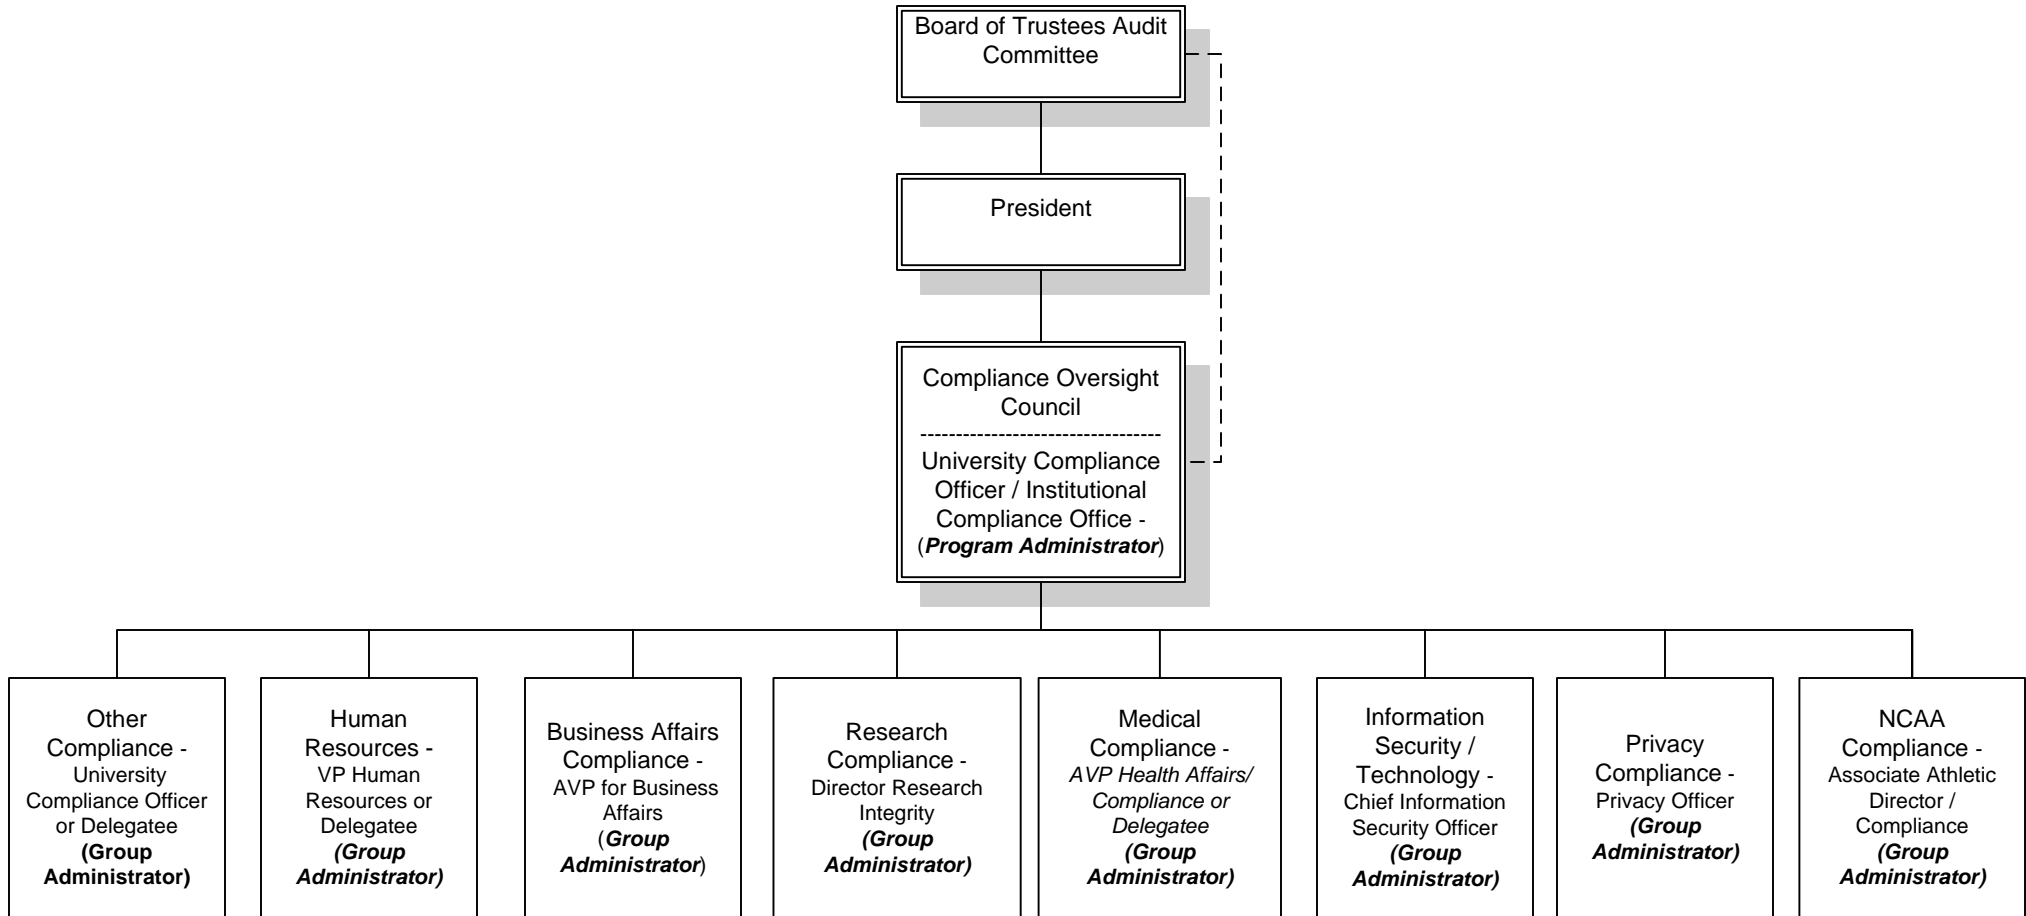 Board of Trustees Audit
Committee
President
Compliance Oversight
Council
----------------------------------
University Compliance
Officer / Institutional
Compliance Office -
(Program Administrator)
Other
Compliance -
University
Compliance Officer
or Delegatee
(Group
Administrator)
Human
Resources -
VP Human
Resources or
Delegatee
(Group
Administrator)
Business Affairs
Compliance -
AVP for Business
Affairs
(Group
Administrator)
Research
Compliance -
Director Research
Integrity
(Group
Administrator)
Medical
Compliance -
AVP Health Affairs/
Compliance or
Delegatee
(Group
Administrator)
Information
Security /
Technology -
Chief Information
Security Officer
(Group
Administrator)
Privacy
Compliance -
Privacy Officer
(Group
Administrator)
NCAA
Compliance -
Associate Athletic
Director /
Compliance
(Group
Administrator)